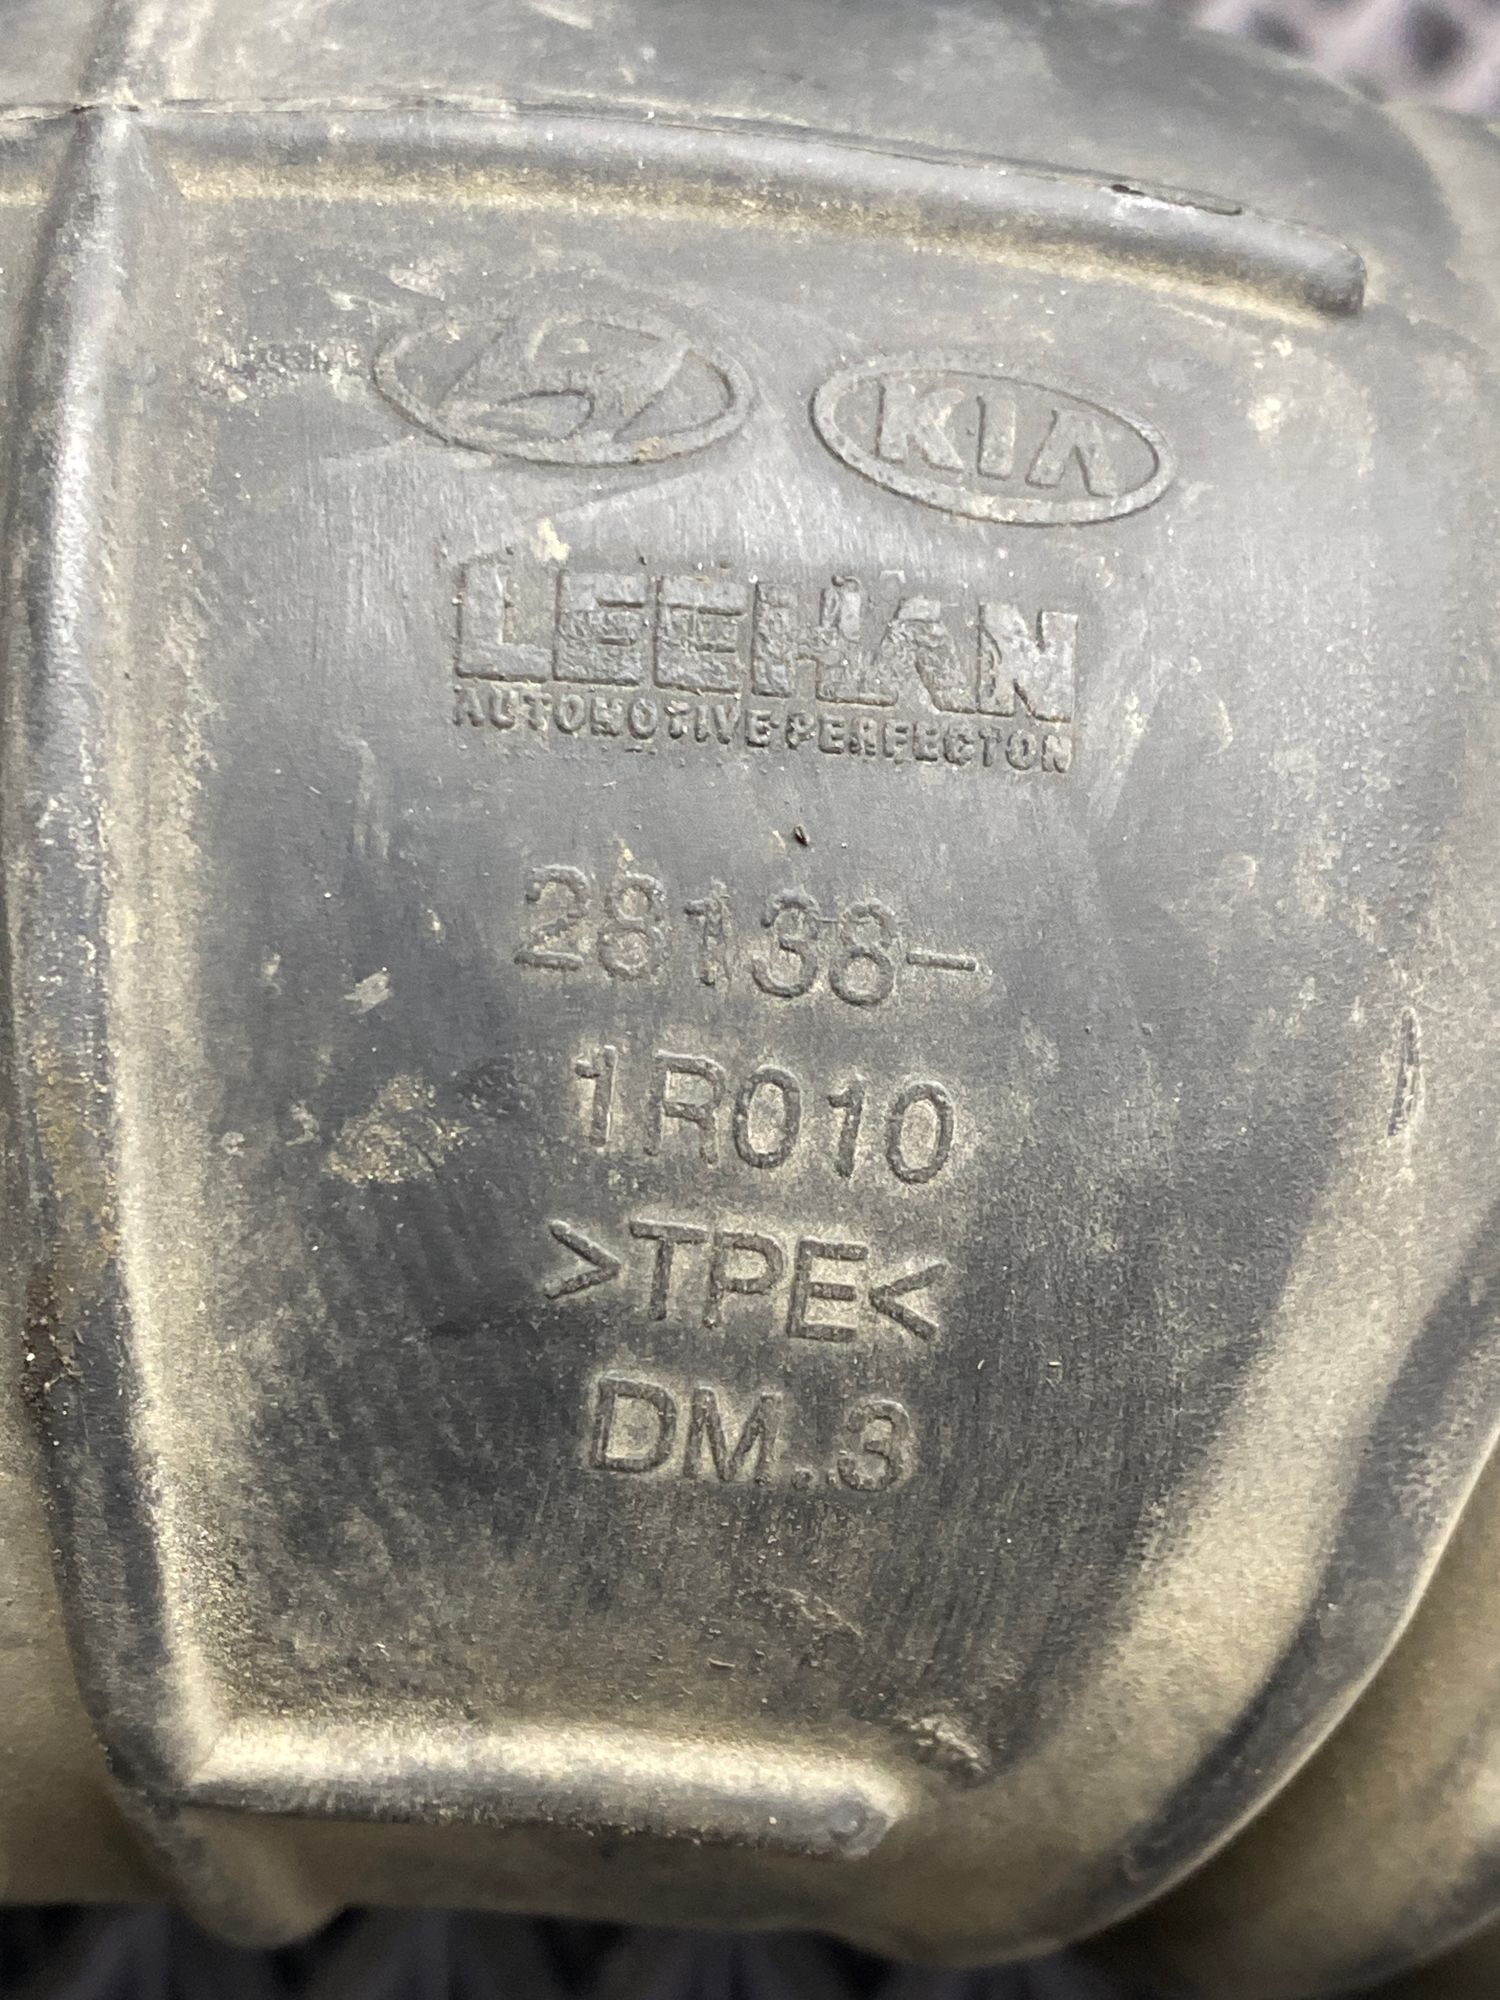 KIA
LEEHAN
AUTOMOTIVE PERFECTON
28138-
1R010
>TPE<
DM.3